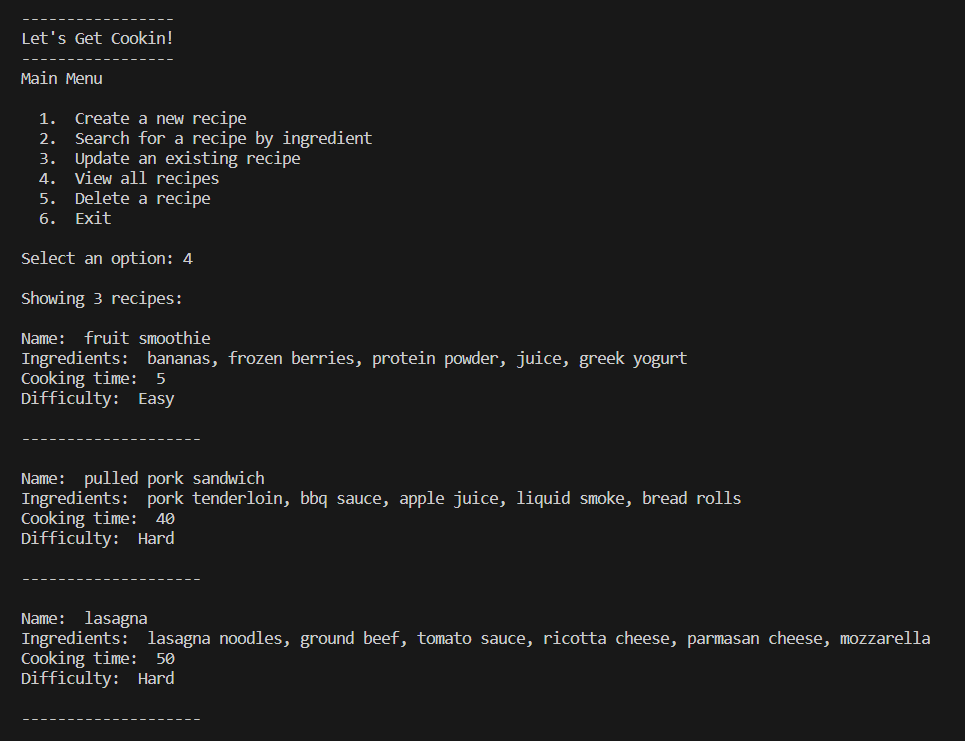 -----------------
Let's Get Cookin!
-----------------
Main Menu
1.  Create a new recipe
2.  Search for a recipe by ingredient
3.  Update an existing recipe
4.  View all recipes
5.  Delete a recipe
6.  Exit
Select an option: 4
Showing 3 recipes:
Name:  fruit smoothie
Ingredients:  bananas, frozen berries, protein powder, juice, greek yogurt
Cooking time:  5
Difficulty:  Easy
--------------------
Name:  pulled pork sandwich
Ingredients:  pork tenderloin, bbq sauce, apple juice, liquid smoke, bread rolls
Cooking time:  40
Difficulty:  Hard
--------------------
Name:  lasagna
Ingredients:  lasagna noodles, ground beef, tomato sauce, ricotta cheese, parmasan cheese, mozzarella
Cooking time:  50
Difficulty:  Hard
--------------------